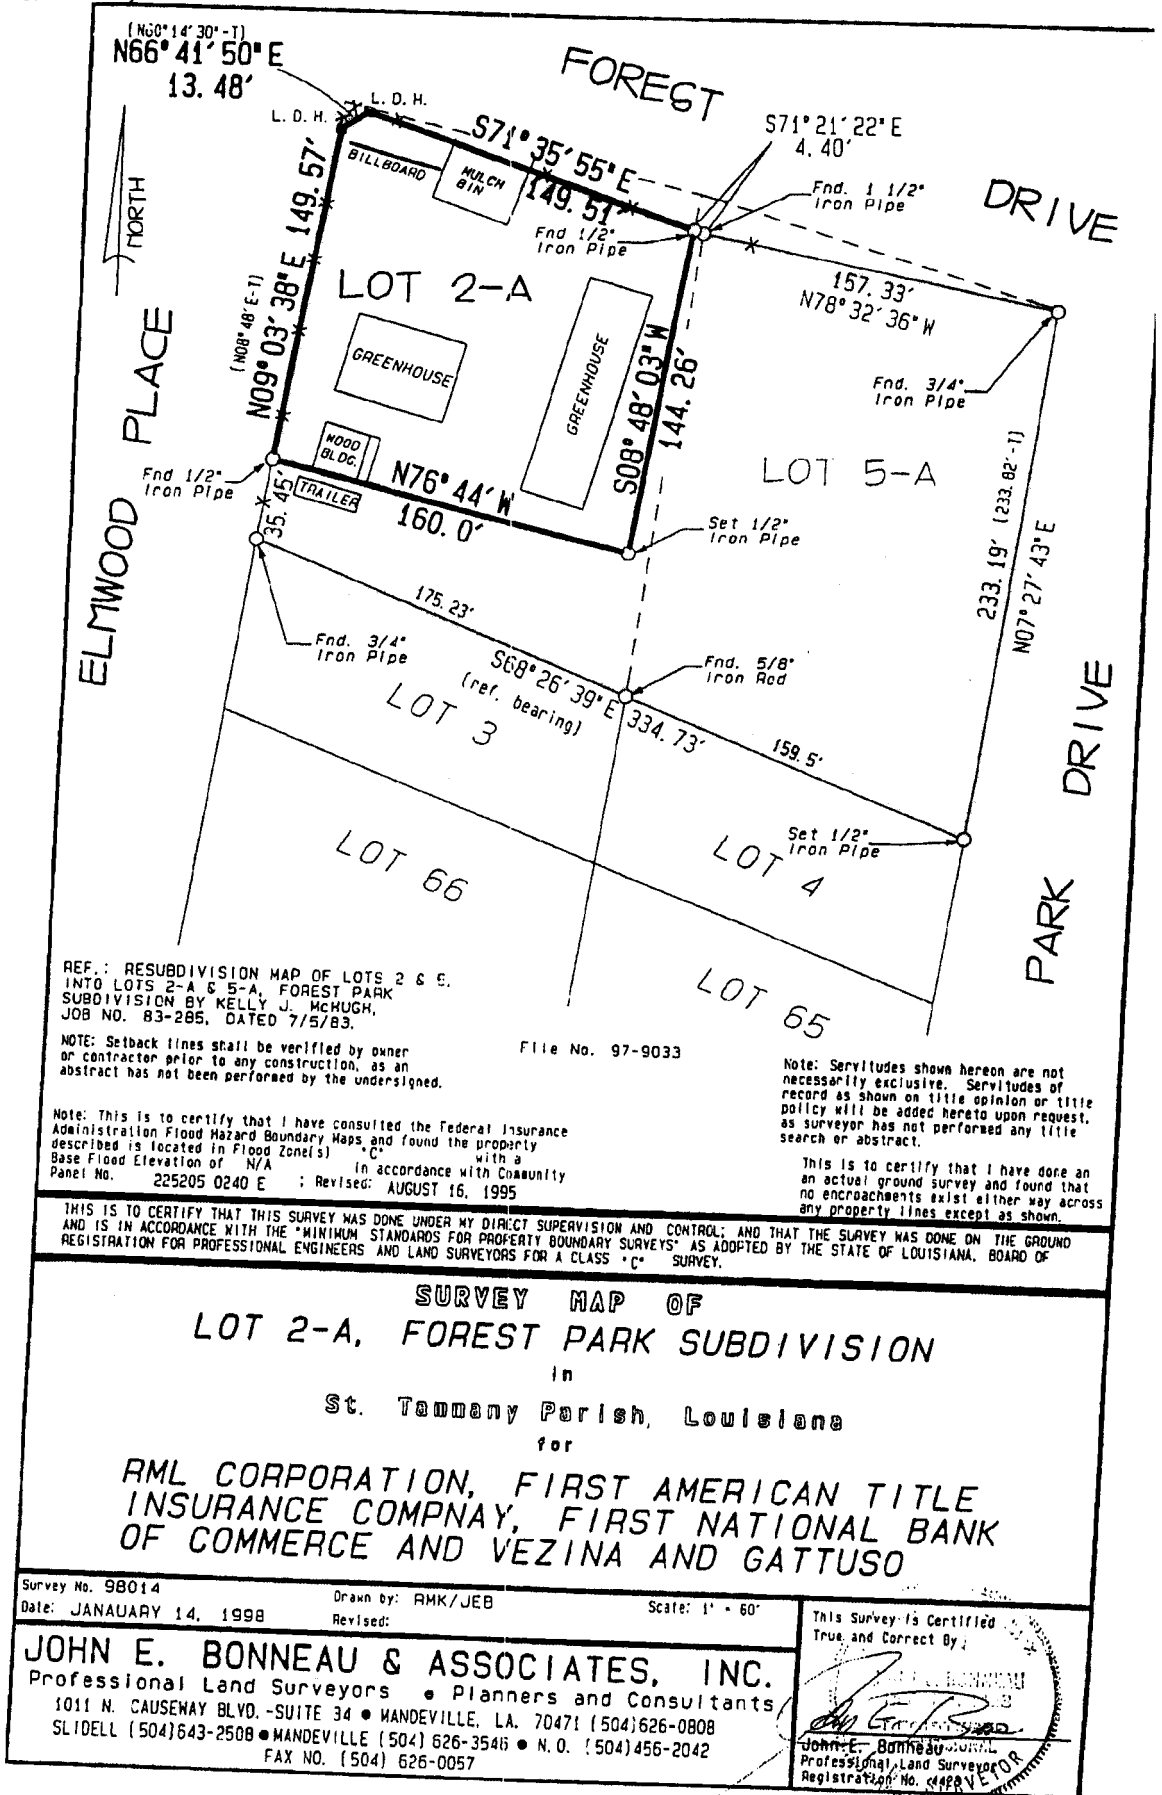 (N60°14'30"-T)
N66°41'50"E
13.48'
FOREST
DRIVE
L. D. H.
L. D. H.
S71°35'55"E
149.51'
S71°21'22"E
4.40'
Fnd. 1 1/2"
Iron Pipe
Fnd 1/2"
Iron Pipe
BILLBOARD
MULCH
BIN
NORTH
149.57'
N09°03'38"E
(N08°48'E-T)
LOT 2-A
GREENHOUSE
GREENHOUSE
S08°48'03"W
144.26'
157.33'
N78°32'36"W
Fnd. 3/4"
Iron Pipe
LOT 5-A
ELMWOOD PLACE
WOOD
BLDG.
TRAILER
Fnd 1/2"
Iron Pipe
35.45'
N76°44'W
160.0'
Set 1/2"
Iron Pipe
233.19' (233.82'-T)
N07°27'43"E
175.23'
Fnd. 3/4"
Iron Pipe
S68°26'39"E 334.73'
(ref. bearing)
Fnd. 5/8"
Iron Rod
LOT 3
159.5'
Set 1/2"
Iron Pipe
LOT 4
PARK DRIVE
LOT 66
LOT 65
REF.: RESUBDIVISION MAP OF LOTS 2 & 5,
INTO LOTS 2-A & 5-A, FOREST PARK
SUBDIVISION BY KELLY J. McHUGH,
JOB NO. 83-285, DATED 7/5/83.
NOTE: Setback lines shall be verified by owner
or contractor prior to any construction, as an
abstract has not been performed by the undersigned.
File No. 97-9033
Note: Servitudes shown hereon are not
necessarily exclusive. Servitudes of
record as shown on title opinion or title
policy will be added hereto upon request,
as surveyor has not performed any title
search or abstract.
Note: This is to certify that I have consulted the Federal Insurance
Administration Flood Hazard Boundary Maps and found the property
described is located in Flood Zone(s) "C" with a
Base Flood Elevation of N/A in accordance with Community
Panel No. 225205 0240 E ; Revised: AUGUST 16, 1995
This is to certify that I have done an
an actual ground survey and found that
no encroachments exist either way across
any property lines except as shown.
THIS IS TO CERTIFY THAT THIS SURVEY WAS DONE UNDER MY DIRECT SUPERVISION AND CONTROL; AND THAT THE SURVEY WAS DONE ON THE GROUND
AND IS IN ACCORDANCE WITH THE "MINIMUM STANDARDS FOR PROPERTY BOUNDARY SURVEYS" AS ADOPTED BY THE STATE OF LOUISIANA, BOARD OF
REGISTRATION FOR PROFESSIONAL ENGINEERS AND LAND SURVEYORS FOR A CLASS "C" SURVEY.
SURVEY MAP OF
LOT 2-A, FOREST PARK SUBDIVISION
in
St. Tammany Parish, Louisiana
for
RML CORPORATION, FIRST AMERICAN TITLE
INSURANCE COMPNAY, FIRST NATIONAL BANK
OF COMMERCE AND VEZINA AND GATTUSO
Survey No. 98014
Drawn by: RMK/JEB
Scale: 1" = 60'
Date: JANAUARY 14, 1998
Revised:
JOHN E. BONNEAU & ASSOCIATES, INC.
Professional Land Surveyors ● Planners and Consultants
1011 N. CAUSEWAY BLVD.-SUITE 34 ● MANDEVILLE, LA. 70471 (504)626-0808
SLIDELL (504)643-2508 ● MANDEVILLE (504) 626-3546 ● N.O. (504)456-2042
FAX NO. (504) 626-0057
This Survey is Certified
True and Correct By:
John E. Bonneau
Professional Land Surveyor
Registration No.